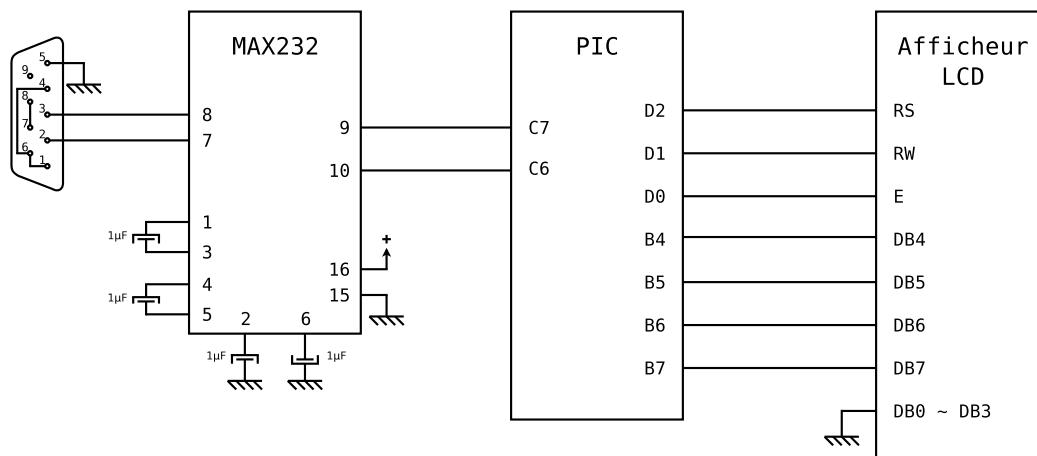 MAX232
PIC
Afficheur
LCD
5
9
4
8
3
7
2
6
1
8
7
1µF
1
3
1µF
4
5
2
6
1µF
1µF
9
10
16
15
+
C7
C6
D2
D1
D0
B4
B5
B6
B7
RS
RW
E
DB4
DB5
DB6
DB7
DB0 ~ DB3